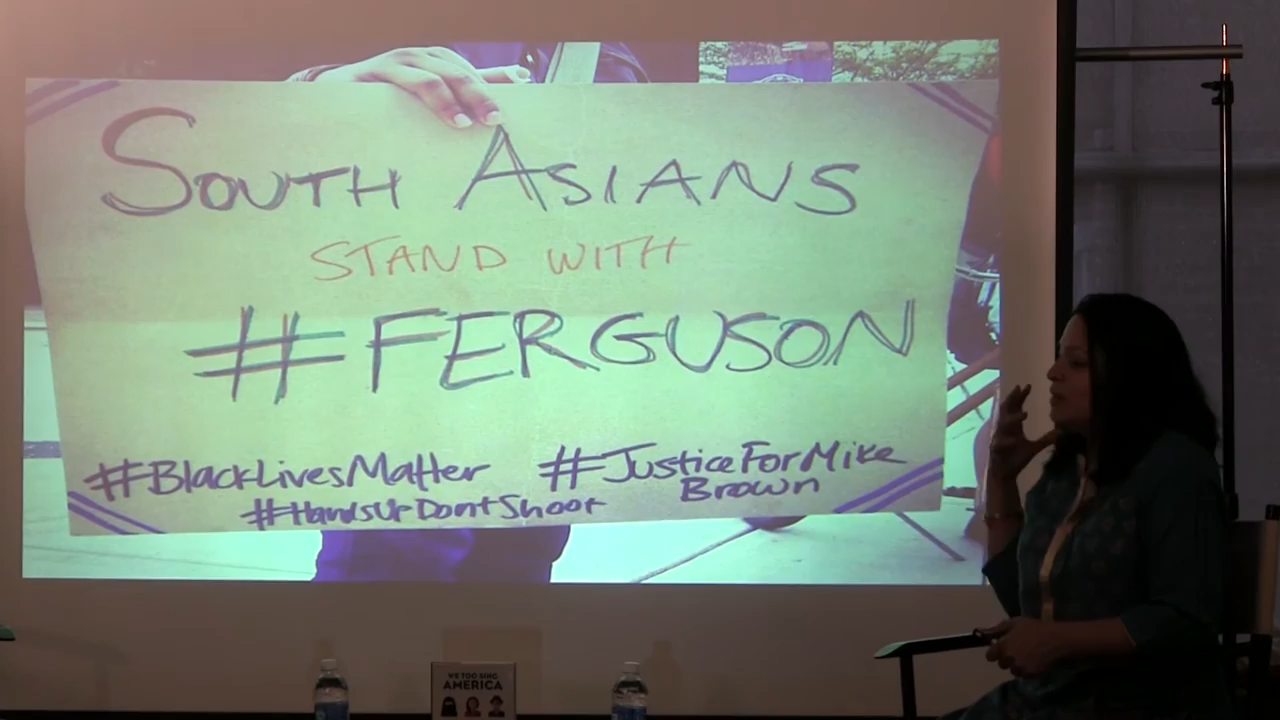 SOUTH ASIANS
STAND WITH
#FERGUSON
#BlackLivesMatter #JusticeForMike
Brown
#HandsUpDontShoot
WE TOO SING
AMERICA